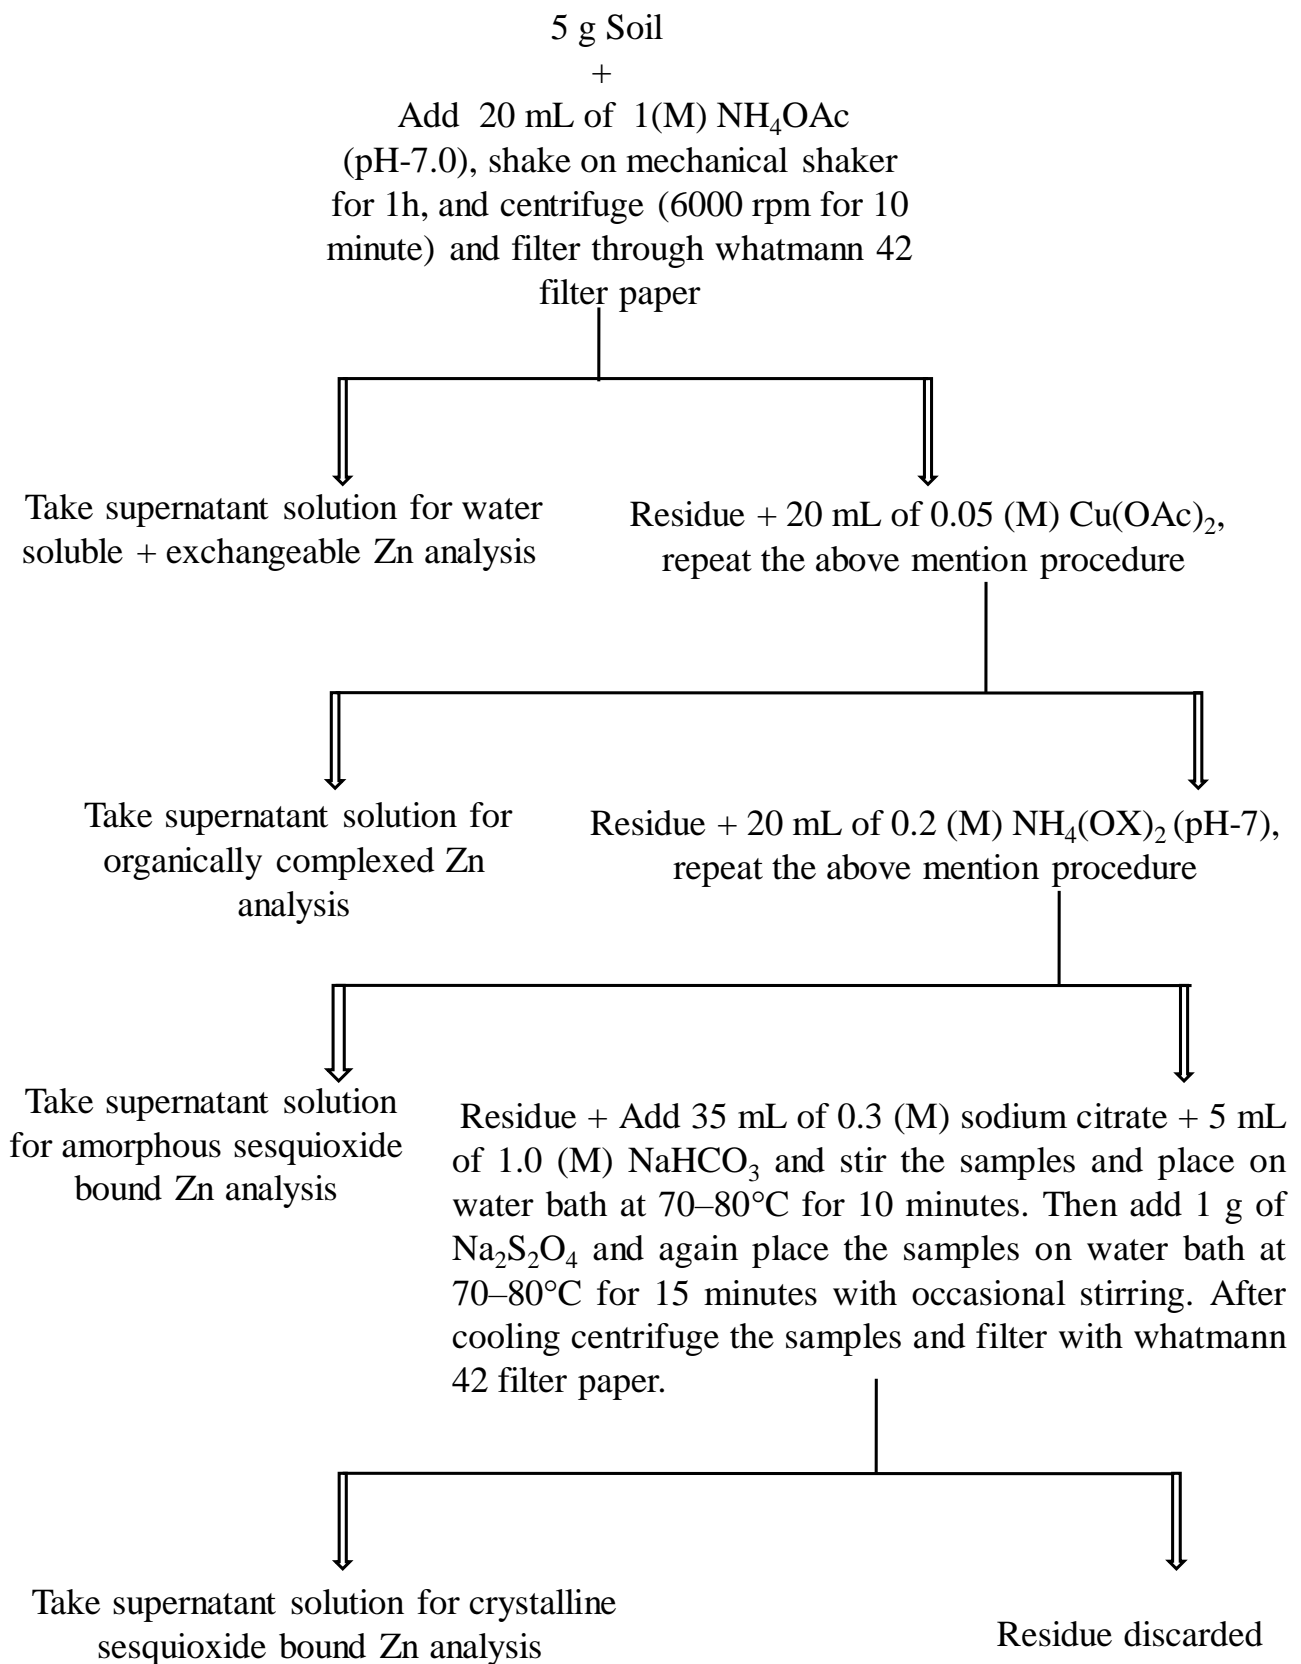 5 g Soil
+
Add 20 mL of 1(M) NH₄OAc
(pH-7.0), shake on mechanical shaker
for 1h, and centrifuge (6000 rpm for 10
minute) and filter through whatmann 42
filter paper
Take supernatant solution for water
soluble + exchangeable Zn analysis
Residue + 20 mL of 0.05 (M) Cu(OAc)₂,
repeat the above mention procedure
Take supernatant solution for
organically complexed Zn
analysis
Residue + 20 mL of 0.2 (M) NH₄(OX)₂ (pH-7),
repeat the above mention procedure
Take supernatant solution
for amorphous sesquioxide
bound Zn analysis
Residue + Add 35 mL of 0.3 (M) sodium citrate + 5 mL
of 1.0 (M) NaHCO₃ and stir the samples and place on
water bath at 70–80°C for 10 minutes. Then add 1 g of
Na₂S₂O₄ and again place the samples on water bath at
70–80°C for 15 minutes with occasional stirring. After
cooling centrifuge the samples and filter with whatmann
42 filter paper.
Take supernatant solution for crystalline
sesquioxide bound Zn analysis
Residue discarded